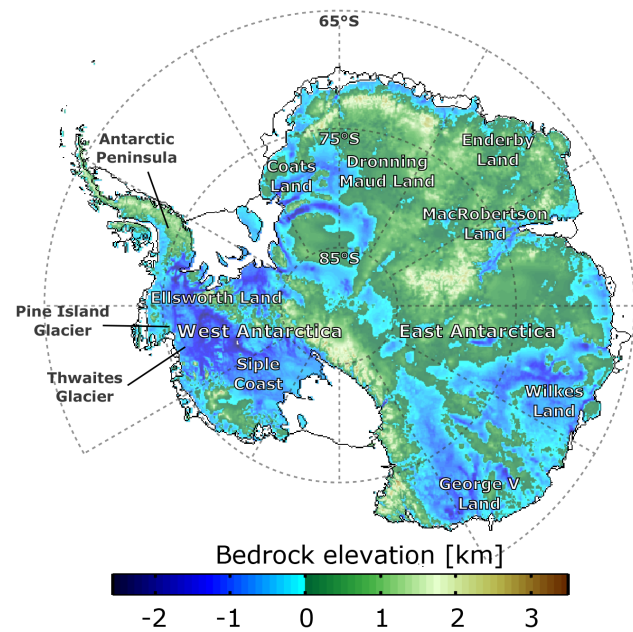 65°S
Antarctic
Peninsula
75°S
Enderby
Land
Coats
Land
Dronning
Maud Land
MacRobertson
Land
85°S
Ellsworth Land
Pine Island
Glacier
West Antarctica
East Antarctica
Thwaites
Glacier
Siple
Coast
Wilkes
Land
George V
Land
Bedrock elevation [km]
-2 -1 0 1 2 3